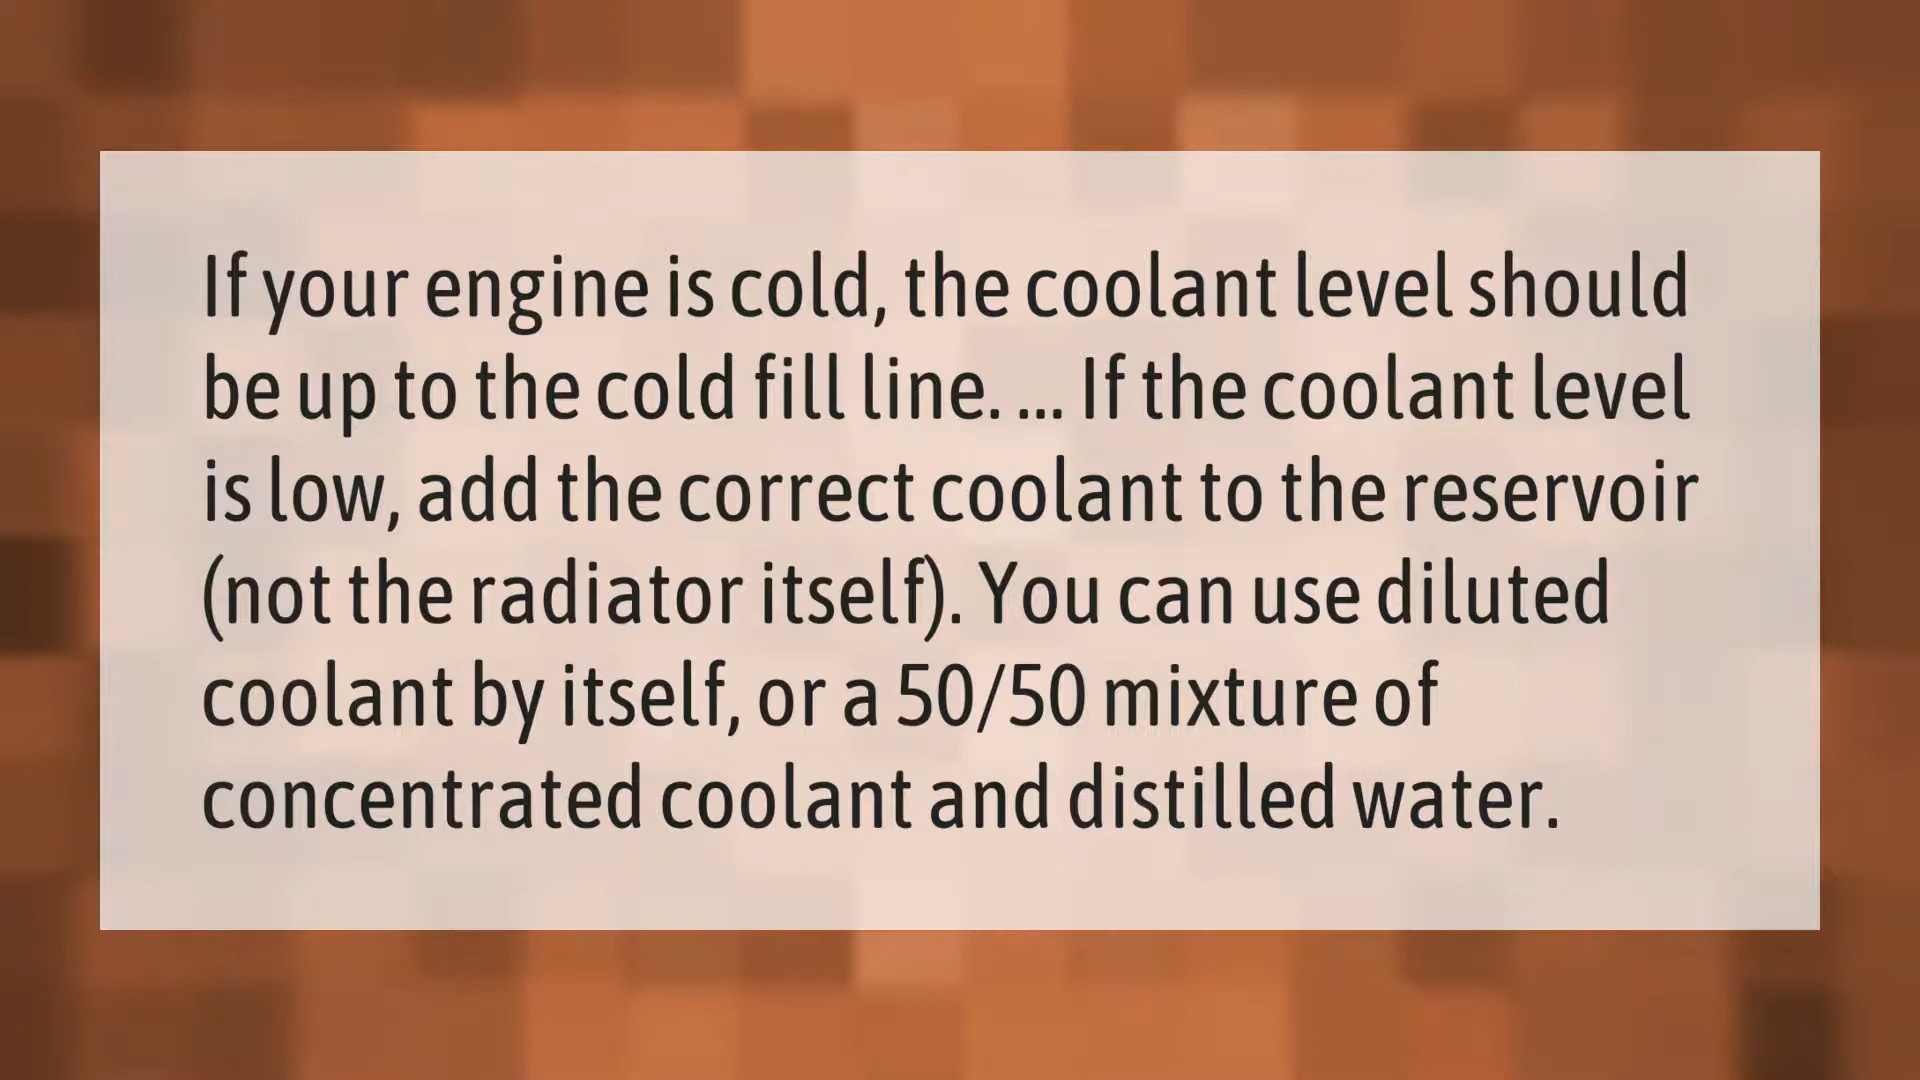 If your engine is cold, the coolant level should
be up to the cold fill line. ... If the coolant level
is low, add the correct coolant to the reservoir
(not the radiator itself). You can use diluted
coolant by itself, or a 50/50 mixture of
concentrated coolant and distilled water.